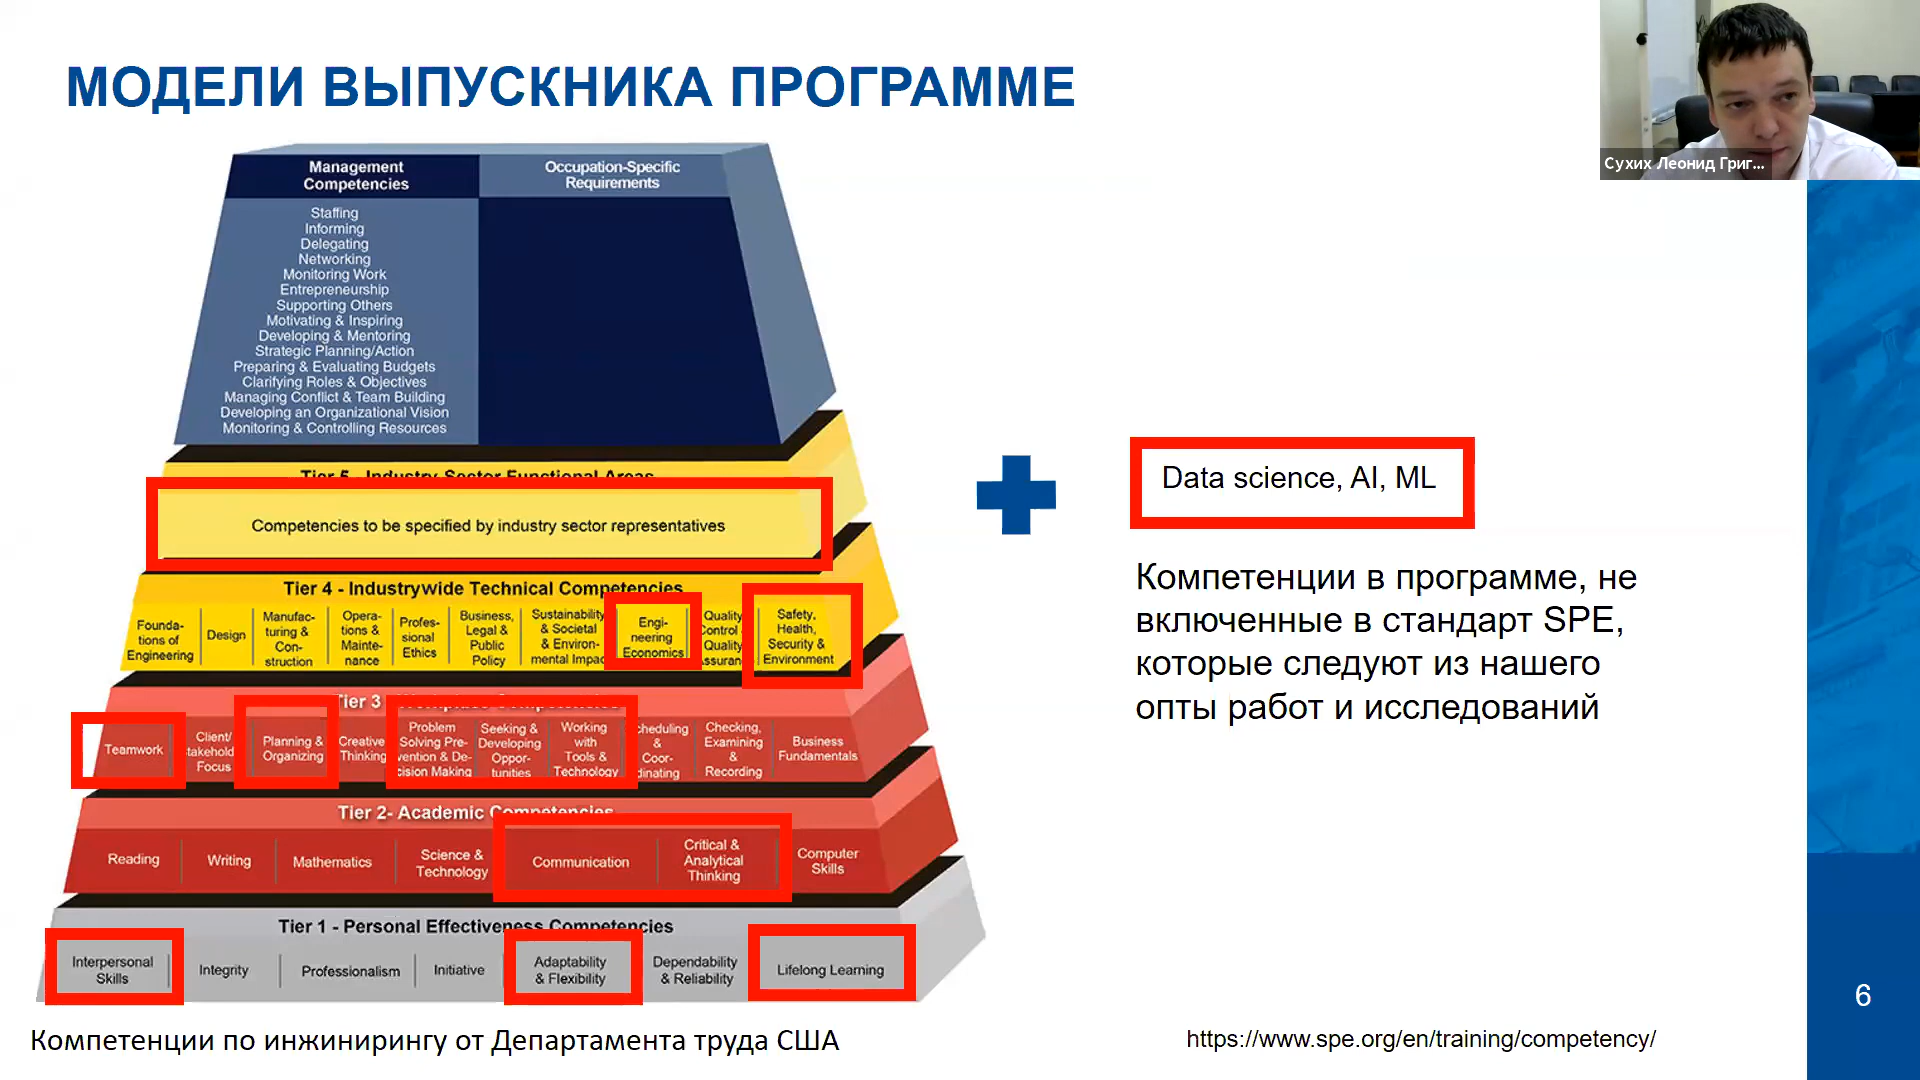 МОДЕЛИ ВЫПУСКНИКА ПРОГРАММЕ
Сухих Леонид Григ...
Management
Competencies
Occupation-Specific
Requirements
Staffing
Informing
Delegating
Networking
Monitoring Work
Entrepreneurship
Supporting Others
Motivating & Inspiring
Developing & Mentoring
Strategic Planning/Action
Preparing & Evaluating Budgets
Clarifying Roles & Objectives
Managing Conflict & Team Building
Developing an Organizational Vision
Monitoring & Controlling Resources
Tier 5 - Industry-Sector Functional Areas
Competencies to be specified by industry sector representatives
Tier 4 - Industrywide Technical Competencies
Founda-
tions of
Engineering
Design
Manufac-
turing &
Con-
struction
Opera-
tions &
Mainte-
nance
Profes-
sional
Ethics
Business,
Legal &
Public
Policy
Sustainability
& Societal
& Environ-
mental Impac
Engi-
neering
Economics
Quality
Control
Quality
Assuran
Safety,
Health,
Security &
Environment
Tier 3
Teamwork
Client/
takehold
Focus
Planning &
Organizing
Creative
Thinking
Problem
Solving Pre-
vention & De-
cision Making
Seeking &
Developing
Oppor-
tunities
Working
with
Tools &
Technology
cheduling
&
Coor-
dinating
Checking,
Examining
&
Recording
Business
Fundamentals
Tier 2- Academic Competencies
Reading
Writing
Mathematics
Science &
Technology
Communication
Critical &
Analytical
Thinking
Computer
Skills
Tier 1 - Personal Effectiveness Competencies
Interpersonal
Skills
Integrity
Professionalism
Initiative
Adaptability
& Flexibility
Dependability
& Reliability
Lifelong Learning
Компетенции по инжинирингу от Департамента труда США
Data science, AI, ML
Компетенции в программе, не
включенные в стандарт SPE,
которые следуют из нашего
опты работ и исследований
https://www.spe.org/en/training/competency/
6